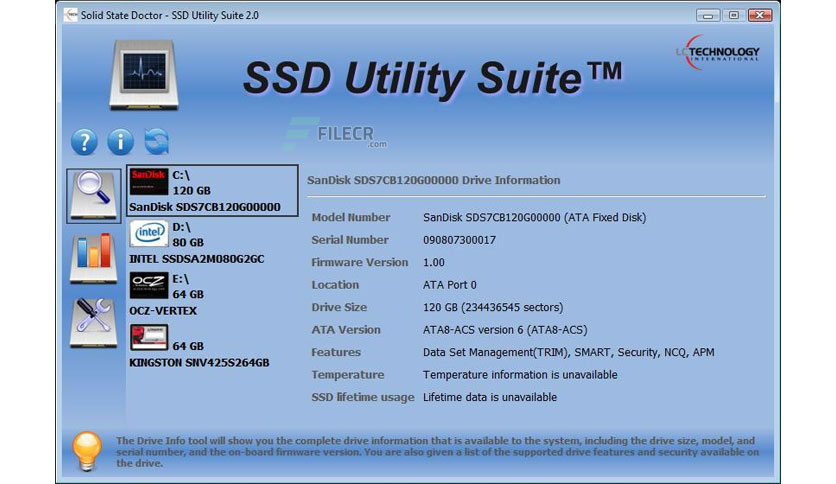 Solid State Doctor - SSD Utility Suite 2.0
LC TECHNOLOGY
INTERNATIONAL
SSD Utility Suite™
FILECR
.com
SanDisk C:\
120 GB
SanDisk SDS7CB120G00000
intel D:\
80 GB
INTEL SSDSA2M080G2GC
OCZ E:\
64 GB
OCZ-VERTEX
64 GB
KINGSTON SNV425S264GB
SanDisk SDS7CB120G00000 Drive Information
Model Number SanDisk SDS7CB120G00000 (ATA Fixed Disk)
Serial Number 090807300017
Firmware Version 1.00
Location ATA Port 0
Drive Size 120 GB (234436545 sectors)
ATA Version ATA8-ACS version 6 (ATA8-ACS)
Features Data Set Management(TRIM), SMART, Security, NCQ, APM
Temperature Temperature information is unavailable
SSD lifetime usage Lifetime data is unavailable
The Drive Info tool will show you the complete drive information that is available to the system, including the drive size, model, and
serial number, and the on-board firmware version. You are also given a list of the supported drive features and security available on
the drive.